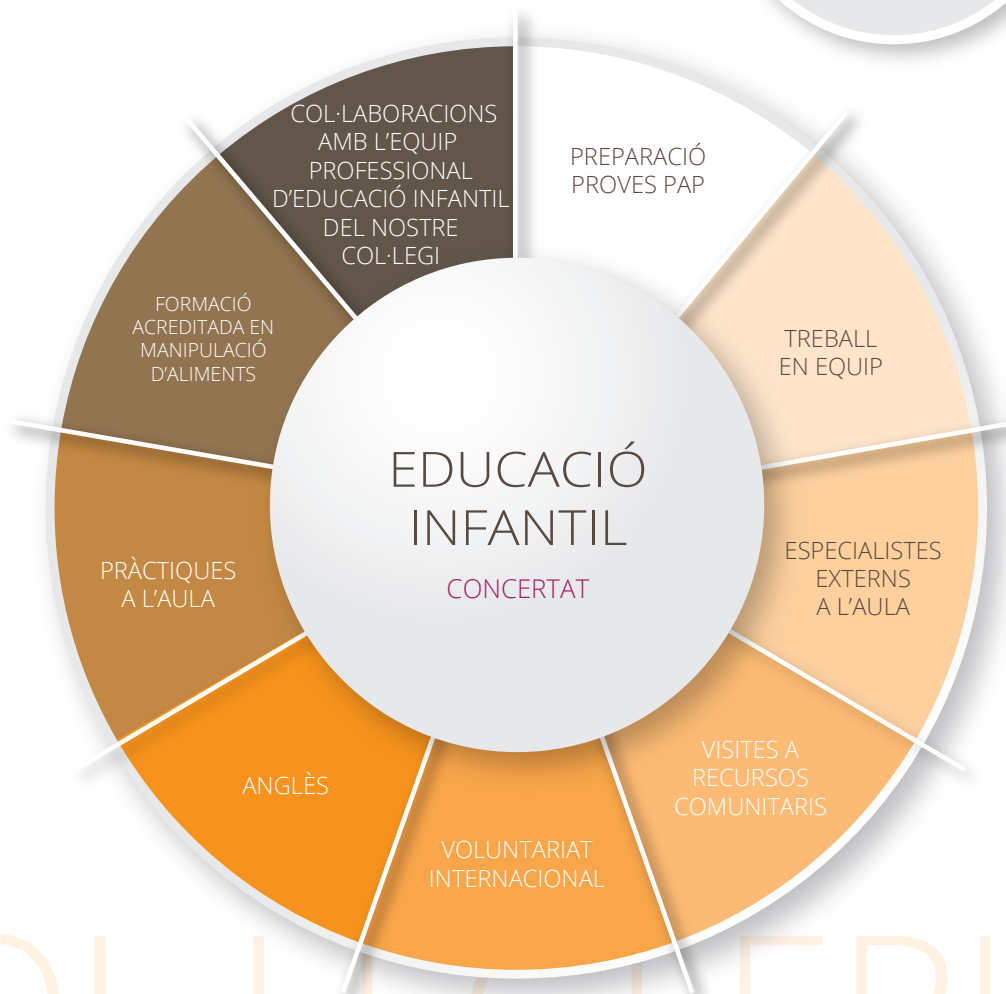 EDUCACIÓ
INFANTIL
CONCERTAT
PREPARACIÓ
PROVES PAP
TREBALL
EN EQUIP
ESPECIALISTES
EXTERNS
A L'AULA
VISITES A
RECURSOS
COMUNITARIS
VOLUNTARIAT
INTERNACIONAL
ANGLÈS
PRÀCTIQUES
A L'AULA
FORMACIÓ
ACREDITADA EN
MANIPULACIÓ
D'ALIMENTS
COL·LABORACIONS
AMB L'EQUIP
PROFESSIONAL
D'EDUCACIÓ INFANTIL
DEL NOSTRE
COL·LEGI